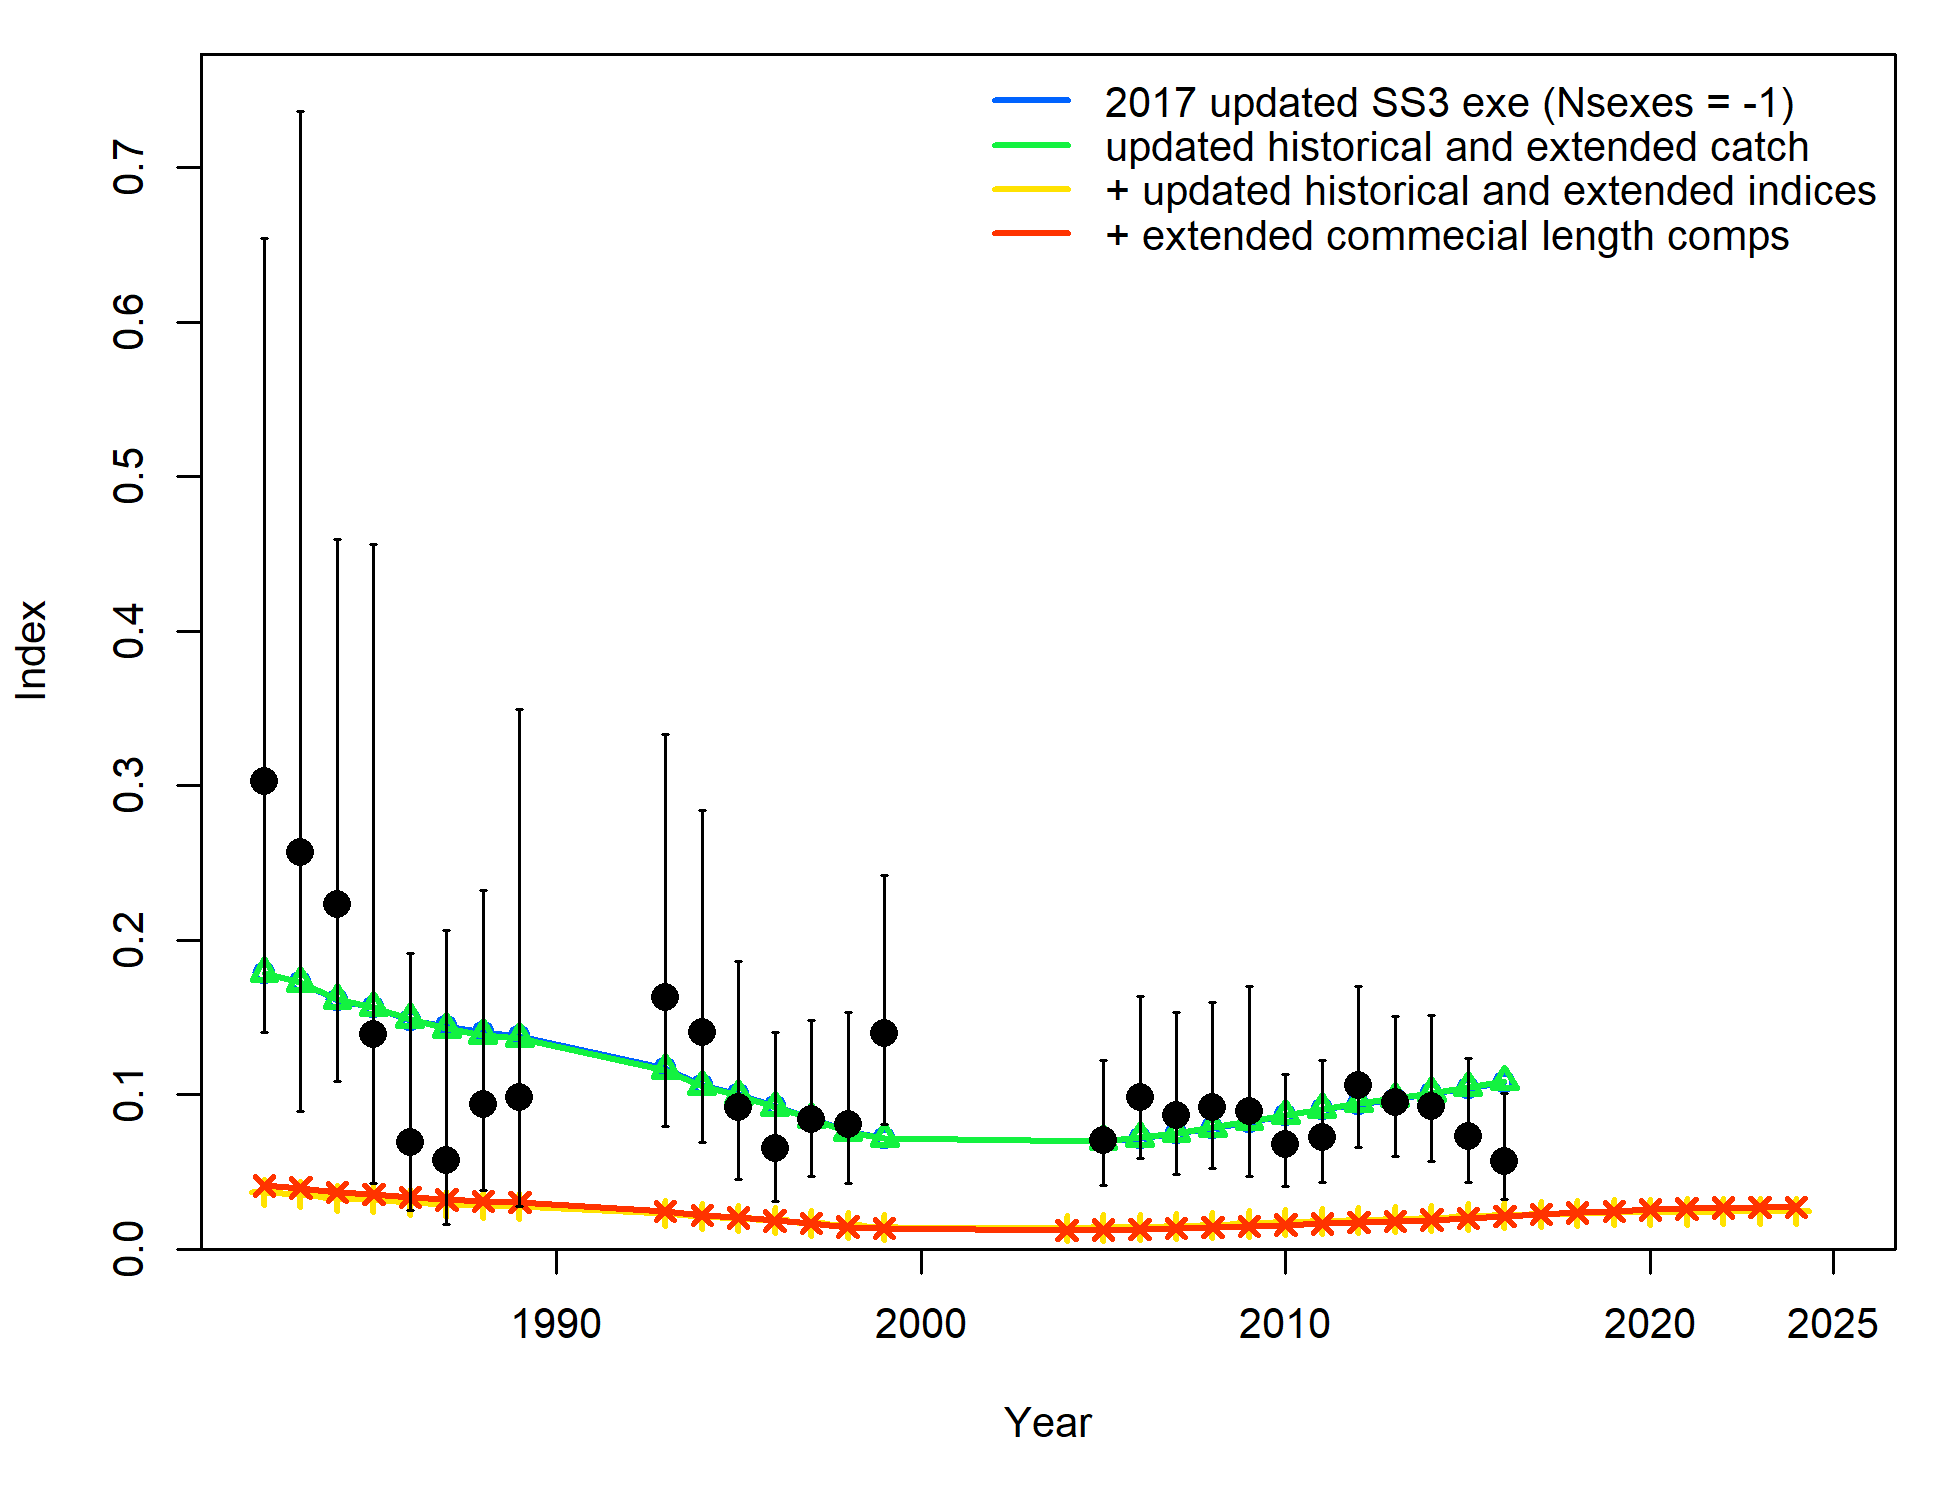 2017 updated SS3 exe (Nsexes = -1)
updated historical and extended catch
+ updated historical and extended indices
+ extended commecial length comps
0.7
0.6
0.5
0.4
0.3
0.2
0.1
0.0
Index
1990 2000 2010 2020 2025
Year